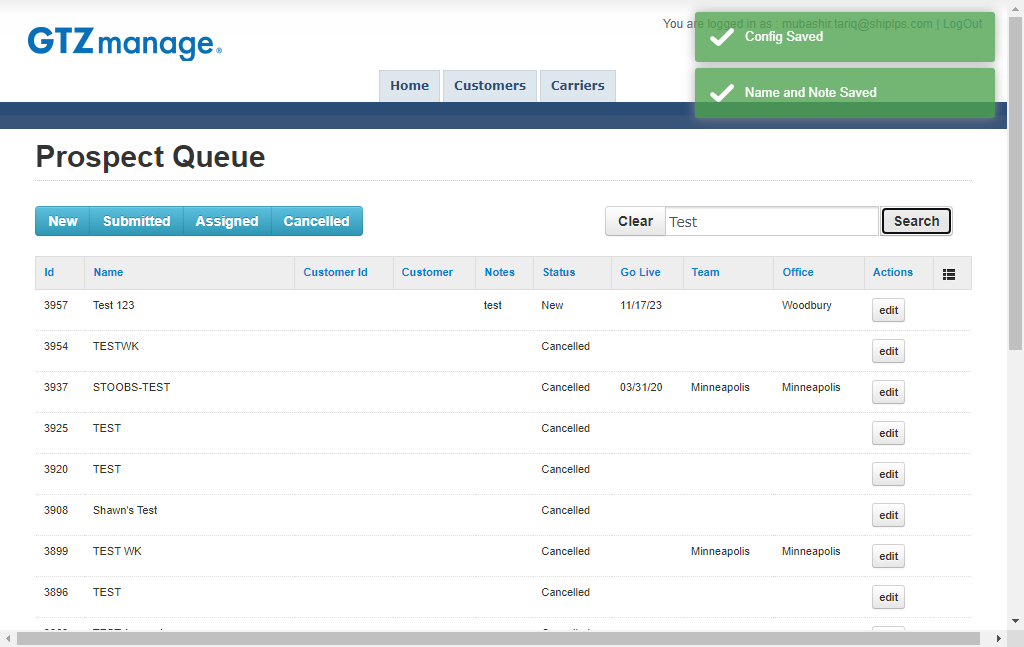 You are logged in as : mubashir.tariq@shiplps.com | LogOut
GTZmanage®
Config Saved
Home Customers Carriers
Name and Note Saved
Prospect Queue
New Submitted Assigned Cancelled Clear Test Search
Id Name Customer Id Customer Notes Status Go Live Team Office Actions
3957 Test 123 test New 11/17/23 Woodbury edit
3954 TESTWK Cancelled edit
3937 STOOBS-TEST Cancelled 03/31/20 Minneapolis Minneapolis edit
3925 TEST Cancelled edit
3920 TEST Cancelled edit
3908 Shawn's Test Cancelled edit
3899 TEST WK Cancelled Minneapolis Minneapolis edit
3896 TEST Cancelled edit